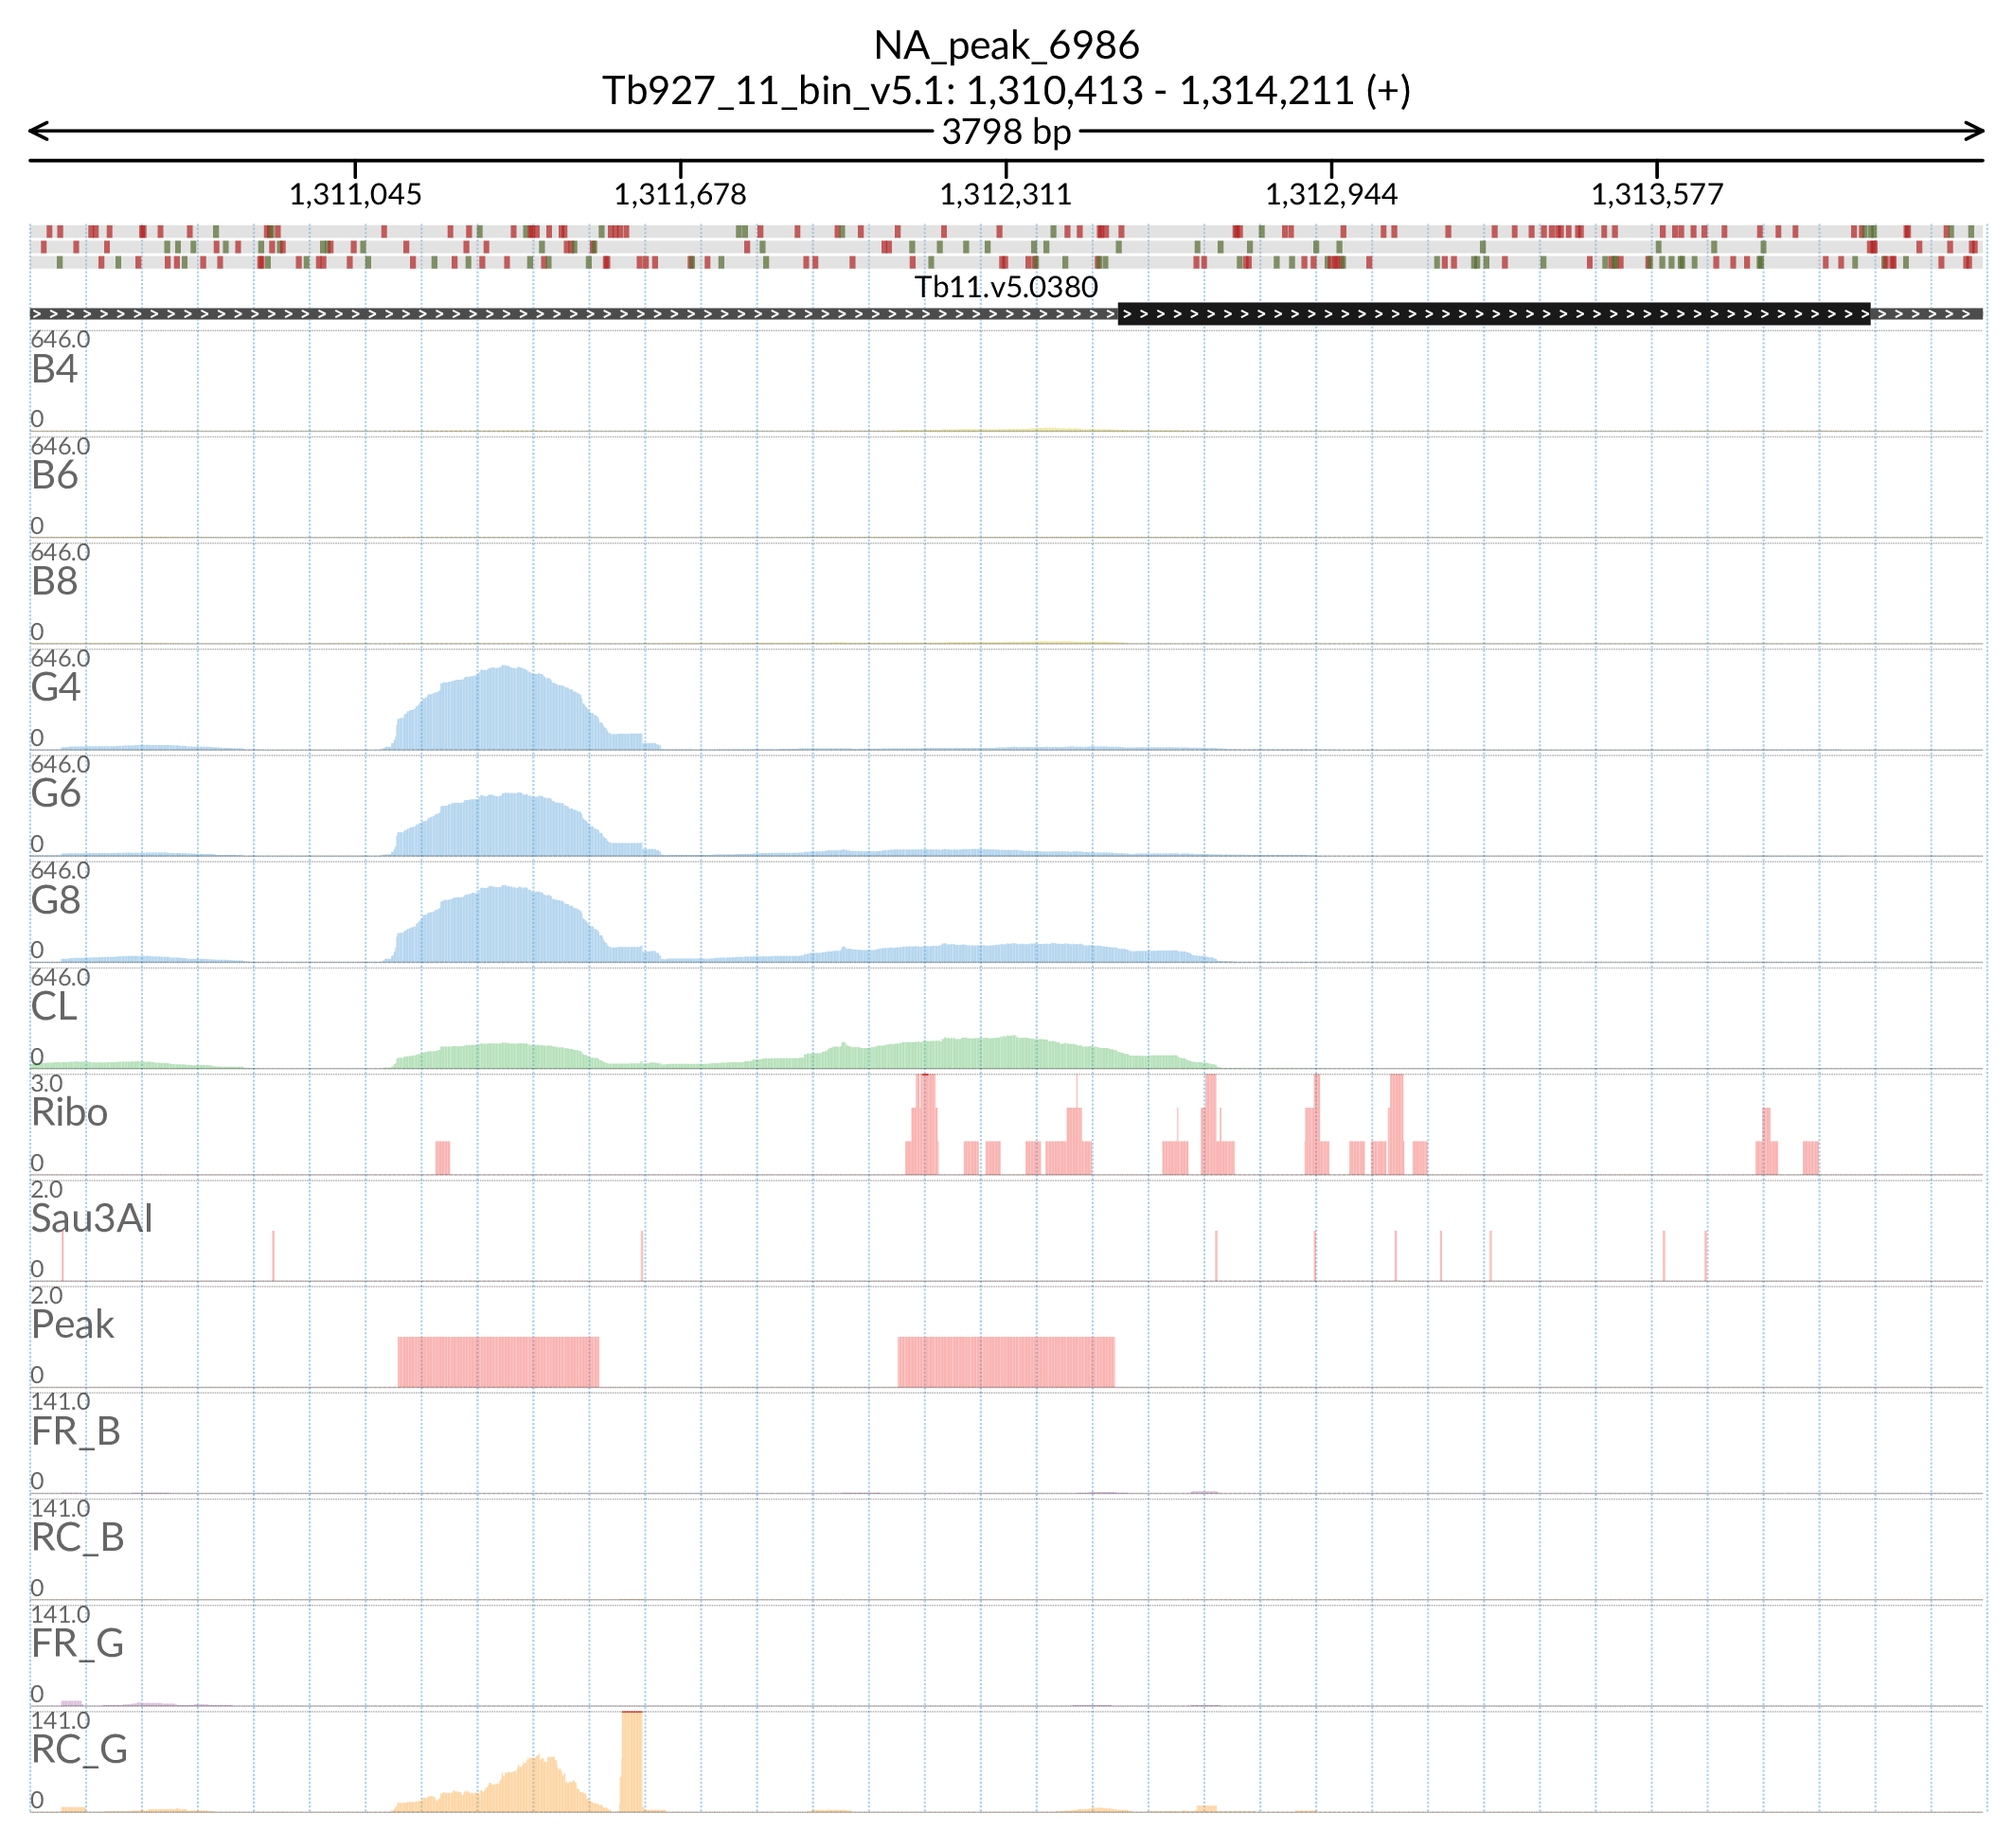 NA_peak_6986
Tb927_11_bin_v5.1: 1,310,413 - 1,314,211 (+)
3798 bp
1,311,045 1,311,678 1,312,311 1,312,944 1,313,577
Tb11.v5.0380
646.0
B4
0
646.0
B6
0
646.0
B8
0
646.0
G4
0
646.0
G6
0
646.0
G8
0
646.0
CL
0
3.0
Ribo
0
2.0
Sau3AI
0
2.0
Peak
0
141.0
FR_B
0
141.0
RC_B
0
141.0
FR_G
0
141.0
RC_G
0